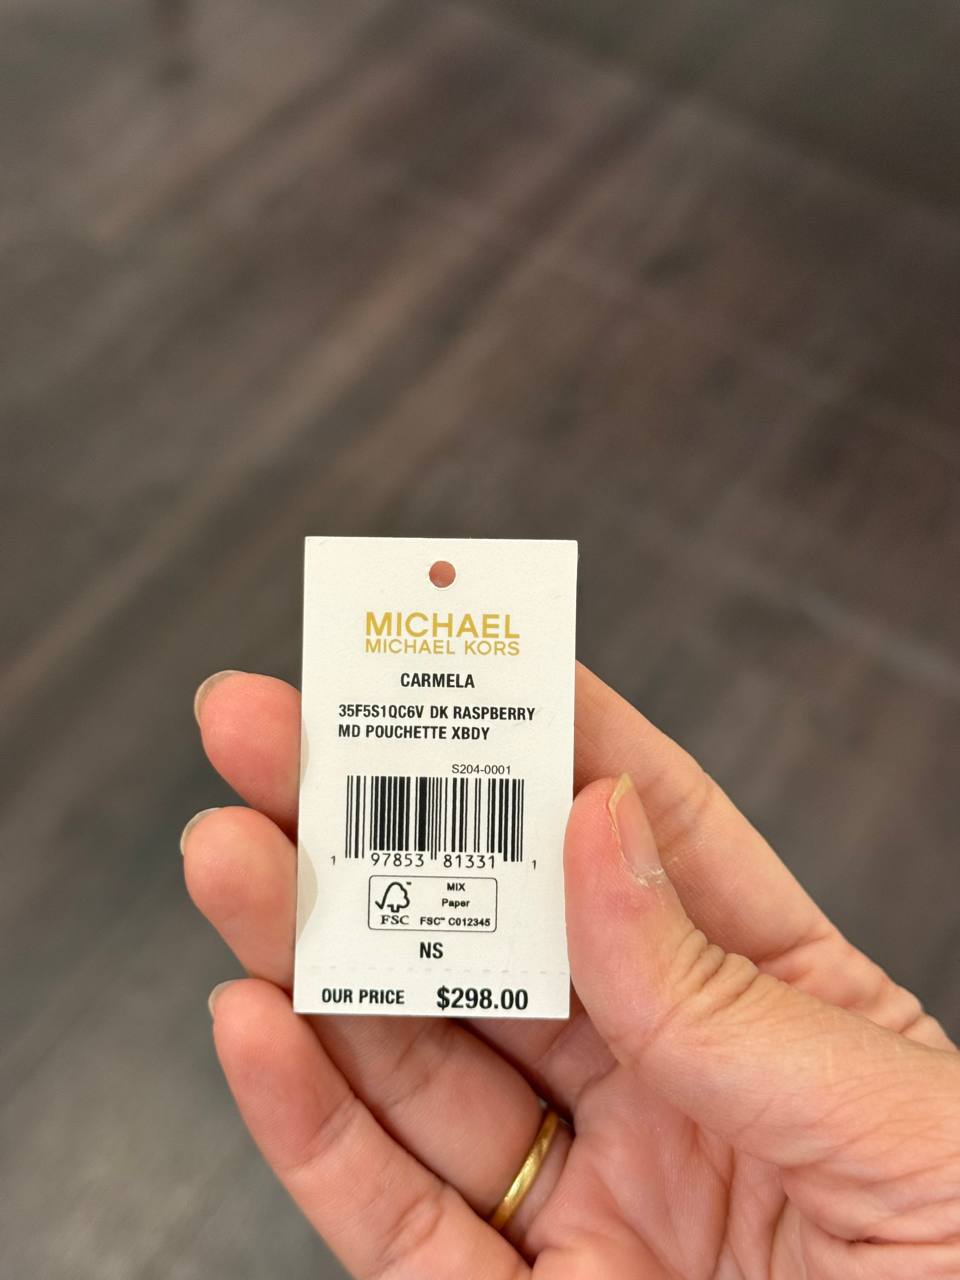 MICHAEL
MICHAEL KORS
CARMELA
35F5S1QC6V DK RASPBERRY
MD POUCHETTE XBDY
S204-0001
1 97853 81331 1
FSC
MIX
Paper
FSC™ C012345
NS
OUR PRICE $298.00